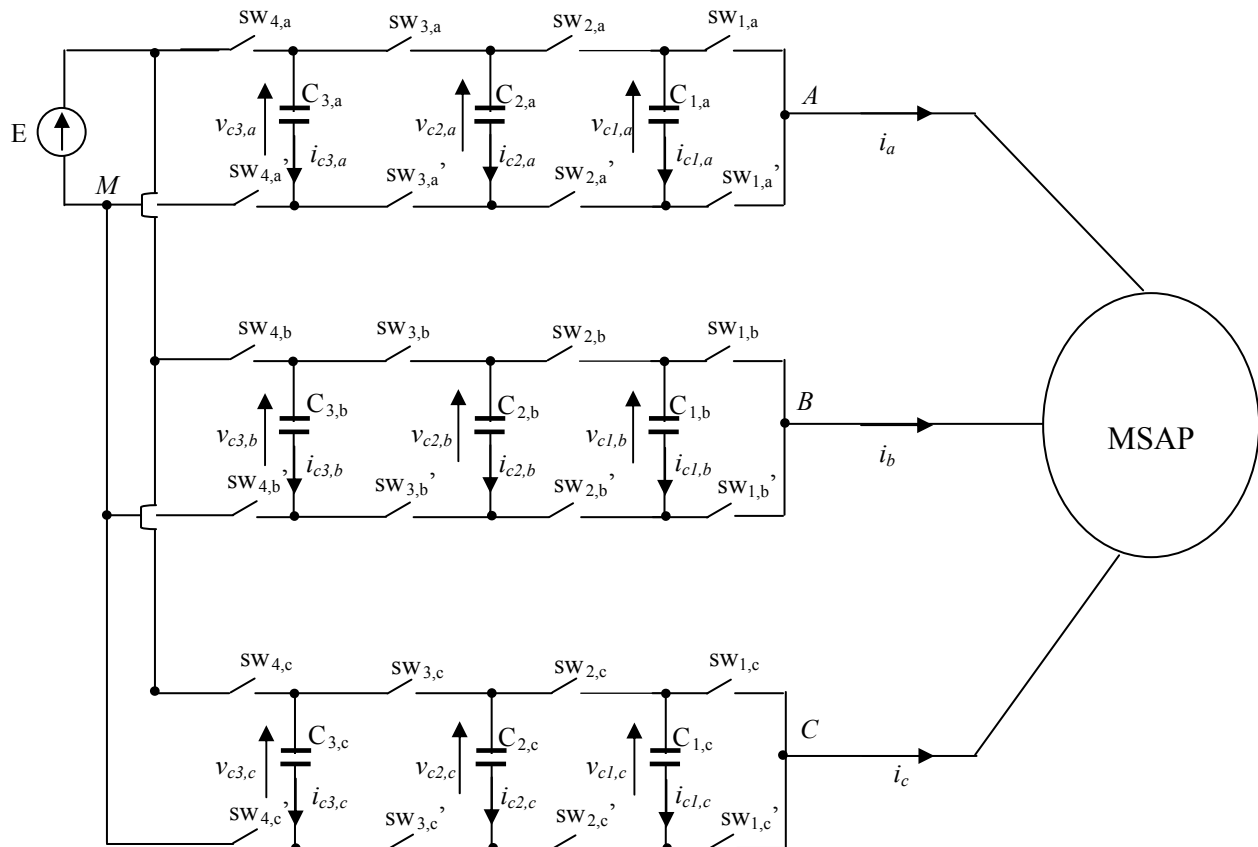 sw4,a sw3,a sw2,a sw1,a
C3,a C2,a C1,a A
E vc3,a vc2,a vc1,a
ic3,a ic2,a ic1,a ia
M sw4,a’ sw3,a’ sw2,a’ sw1,a’
sw4,b sw3,b sw2,b sw1,b
C3,b C2,b C1,b B
vc3,b vc2,b vc1,b MSAP
ic3,b ic2,b ic1,b ib
sw4,b’ sw3,b’ sw2,b’ sw1,b’
sw4,c sw3,c sw2,c sw1,c
C3,c C2,c C1,c C
vc3,c vc2,c vc1,c ic
ic3,c ic2,c ic1,c
sw4,c’ sw3,c’ sw2,c’ sw1,c’